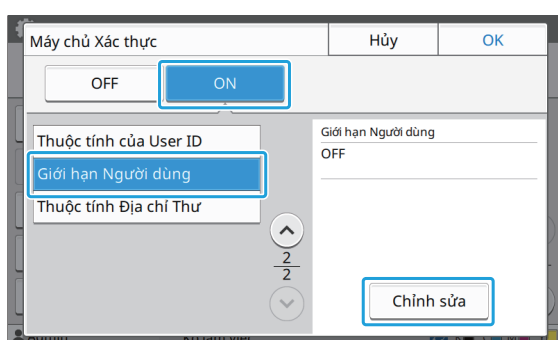 Máy chủ Xác thực
Hủy
OK
OFF
ON
Thuộc tính của User ID
Giới hạn Người dùng
Thuộc tính Địa chỉ Thư
2
2
Giới hạn Người dùng
OFF
Chỉnh sửa